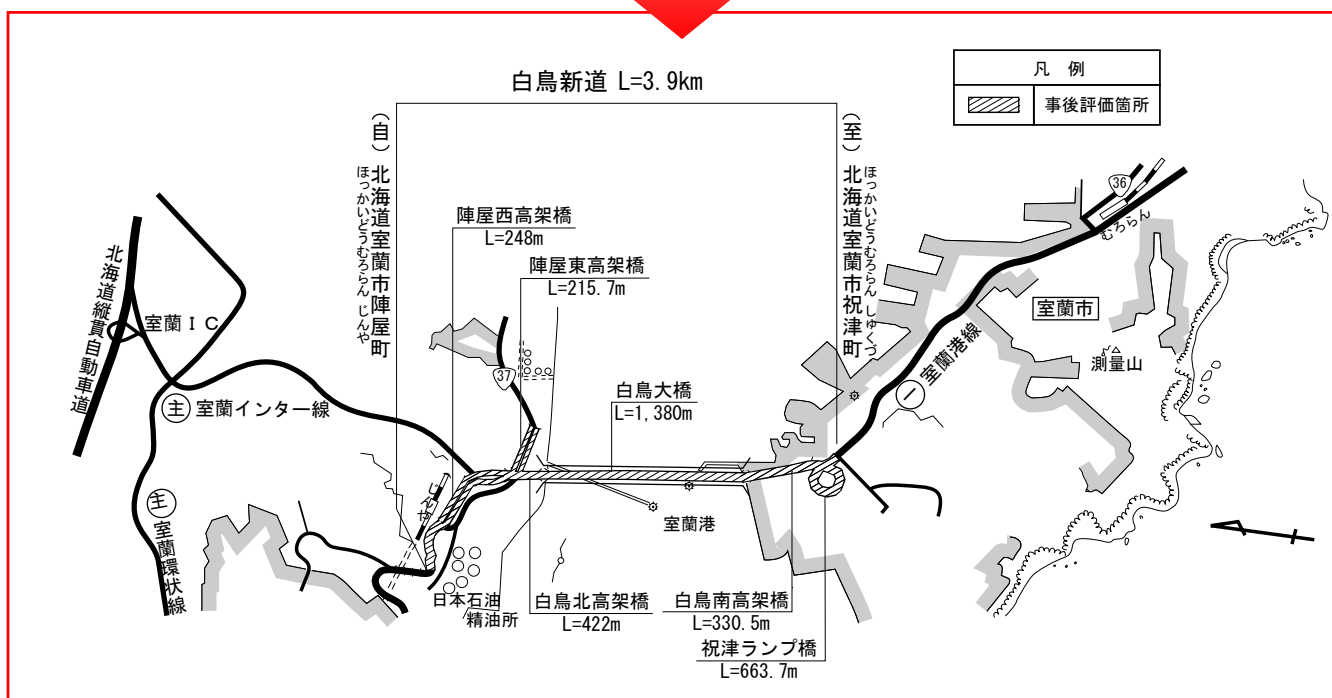 白鳥新道 L=3.9km
凡 例
事後評価箇所
(自)北海道室蘭市陣屋町
ほっかいどうむろらん じんや
(至)北海道室蘭市祝津町
ほっかいどうむろらん しゅくづ
陣屋西高架橋
L=248m
陣屋東高架橋
L=215.7m
36
むろらん
北海道縦貫自動車道
室蘭IC
室蘭市
測量山
37
白鳥大橋
L=1,380m
一 室蘭港線
主 室蘭インター線
じんや
主 室蘭環状線
室蘭港
日本石油
精油所
白鳥北高架橋
L=422m
白鳥南高架橋
L=330.5m
祝津ランプ橋
L=663.7m